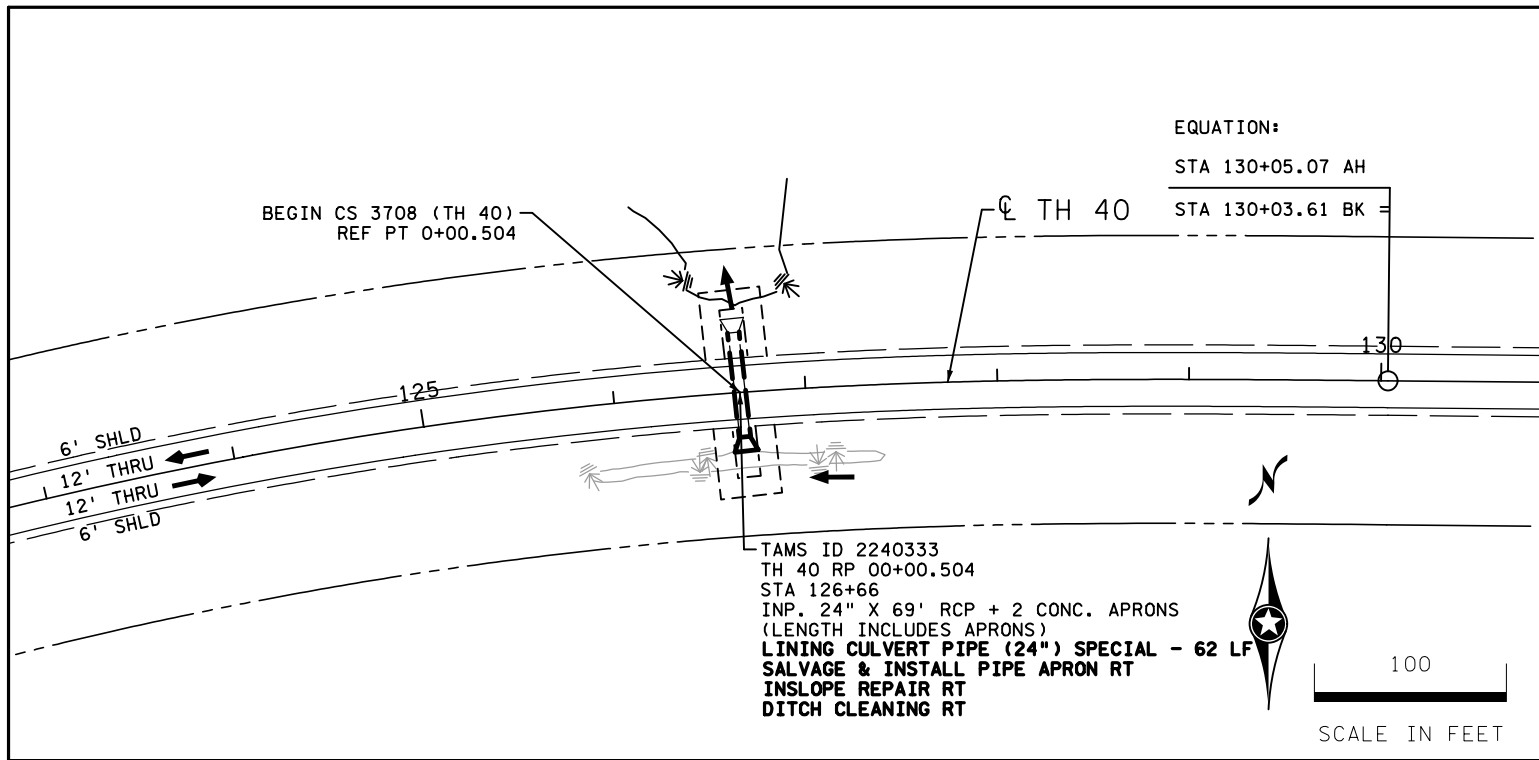 EQUATION:
STA 130+05.07 AH
STA 130+03.61 BK =
BEGIN CS 3708 (TH 40)
REF PT 0+00.504
℄ TH 40
130
125
6' SHLD
12' THRU
12' THRU
6' SHLD
N
TAMS ID 2240333
TH 40 RP 00+00.504
STA 126+66
INP. 24" X 69' RCP + 2 CONC. APRONS
(LENGTH INCLUDES APRONS)
LINING CULVERT PIPE (24") SPECIAL - 62 LF
SALVAGE & INSTALL PIPE APRON RT
INSLOPE REPAIR RT
DITCH CLEANING RT
100
SCALE IN FEET